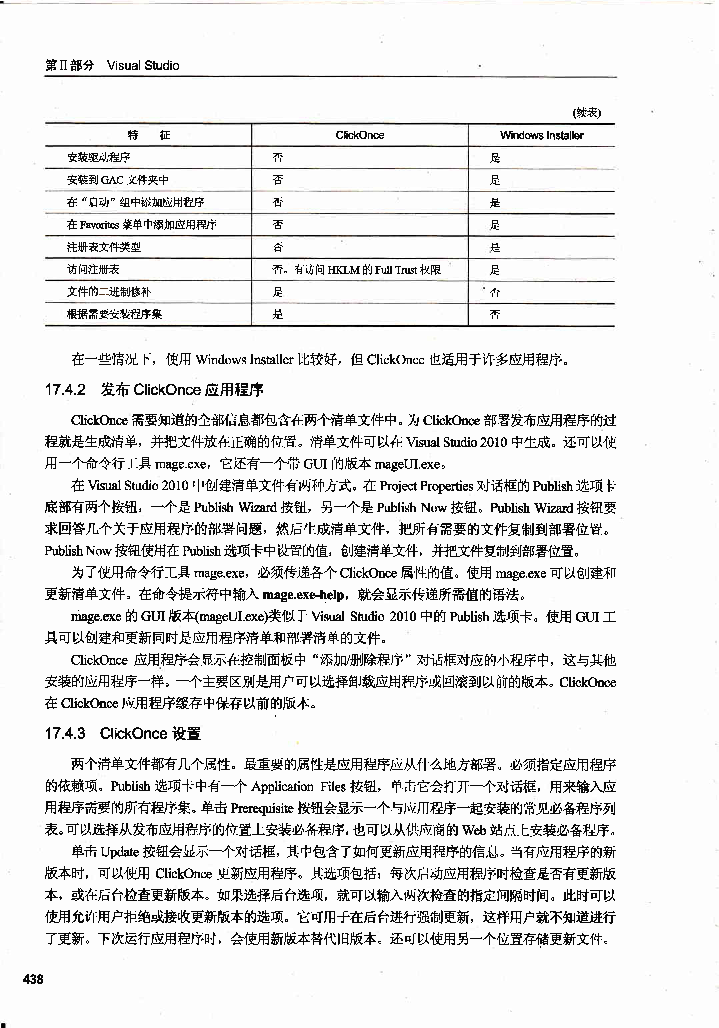 第Ⅱ部分 Visual Studio
(续表)
特 征 ClickOnce Windows Installer
安装驱动程序 否 是
安装到 GAC 文件夹中 否 是
在“启动”组中添加应用程序 否 是
在 Favorites 菜单中添加应用程序 否 是
注册表文件类型 否 是
访问注册表 否。有访问 HKLM 的 Full Trust 权限 是
文件的二进制修补 是 否
根据需要安装程序集 是 否
在一些情况下，使用 Windows Installer 比较好，但 ClickOnce 也适用于许多应用程序。
17.4.2 发布 ClickOnce 应用程序
ClickOnce 需要知道的全部信息都包含在两个清单文件中。为 ClickOnce 部署发布应用程序的过
程就是生成清单，并把文件放在正确的位置。清单文件可以在 Visual Studio 2010 中生成。还可以使
用一个命令行工具 mage.exe，它还有一个带 GUI 的版本 mageUI.exe。
在 Visual Studio 2010 中创建清单文件有两种方式。在 Project Properties 对话框的 Publish 选项卡
底部有两个按钮，一个是 Publish Wizard 按钮，另一个是 Publish Now 按钮。Publish Wizard 按钮要
求回答几个关于应用程序的部署问题，然后生成清单文件，把所有需要的文件复制到部署位置。
Publish Now 按钮使用在 Publish 选项卡中设置的值，创建清单文件，并把文件复制到部署位置。
为了使用命令行工具 mage.exe，必须传递各个 ClickOnce 属性的值。使用 mage.exe 可以创建和
更新清单文件。在命令提示符中输入 mage.exe-help，就会显示传递所需值的语法。
mage.exe 的 GUI 版本(mageUI.exe)类似于 Visual Studio 2010 中的 Publish 选项卡。使用 GUI 工
具可以创建和更新同时是应用程序清单和部署清单的文件。
ClickOnce 应用程序会显示在控制面板中“添加/删除程序”对话框对应的小程序中，这与其他
安装的应用程序一样。一个主要区别是用户可以选择卸载应用程序或回滚到以前的版本。ClickOnce
在 ClickOnce 应用程序缓存中保存以前的版本。
17.4.3 ClickOnce 设置
两个清单文件都有几个属性。最重要的属性是应用程序应从什么地方部署。必须指定应用程序
的依赖项。Publish 选项卡中有一个 Application Files 按钮，单击它会打开一个对话框，用来输入应
用程序需要的所有程序集。单击 Prerequisite 按钮会显示一个与应用程序一起安装的常见必备程序列
表。可以选择从发布应用程序的位置上安装必备程序，也可以从供应商的 Web 站点上安装必备程序。
单击 Update 按钮会显示一个对话框，其中包含了如何更新应用程序的信息。当有应用程序的新
版本时，可以使用 ClickOnce 更新应用程序。其选项包括：每次启动应用程序时检查是否有更新版
本，或在后台检查更新版本。如果选择后台选项，就可以输入两次检查的指定间隔时间。此时可以
使用允许用户拒绝或接收更新版本的选项。它可用于在后台进行强制更新，这样用户就不知道进行
了更新。下次运行应用程序时，会使用新版本替代旧版本。还可以使用另一个位置存储更新文件。
438